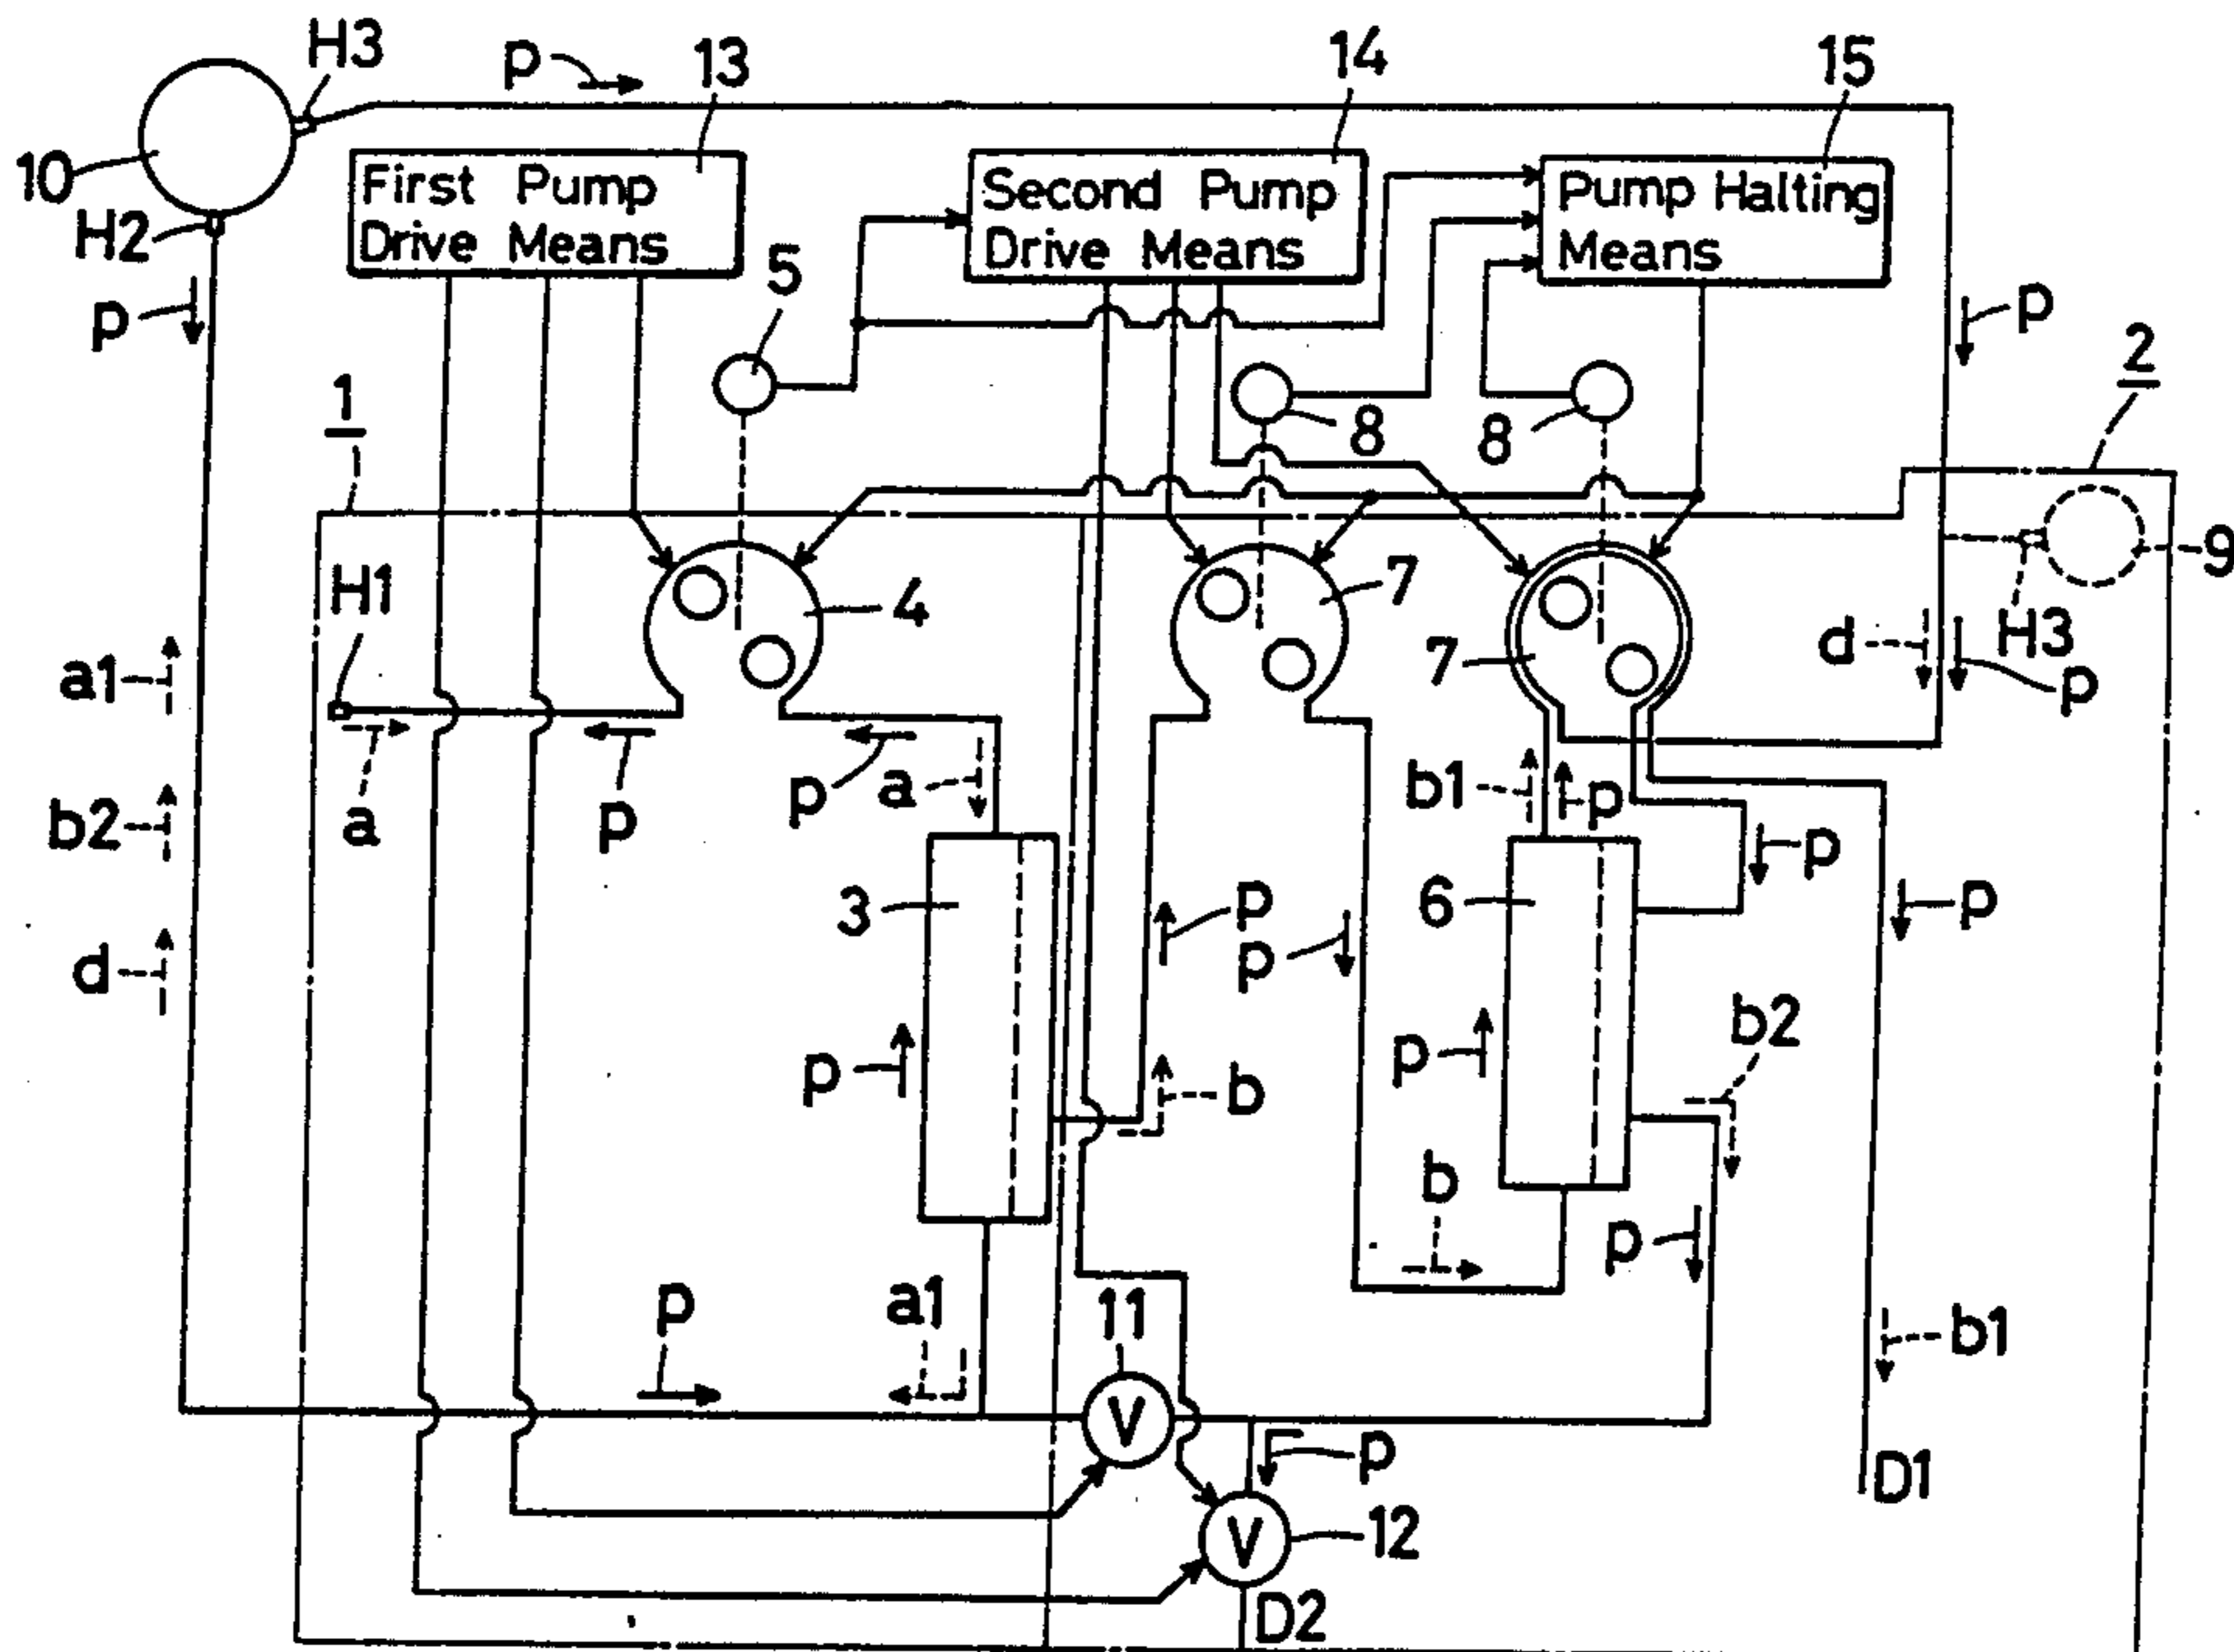 H3
p
13
14
15
10
First Pump
Drive Means
Second Pump
Drive Means
Pump Halting
Means
H2
5
p
p
1
8
8
2
9
H1
4
7
7
d
H3
p
a1
a
p
p
a
b1
p
p
b2
3
p
p
6
p
d
p
b
p
b2
b
p
p
a1
11
b1
V
p
D1
V
12
D2